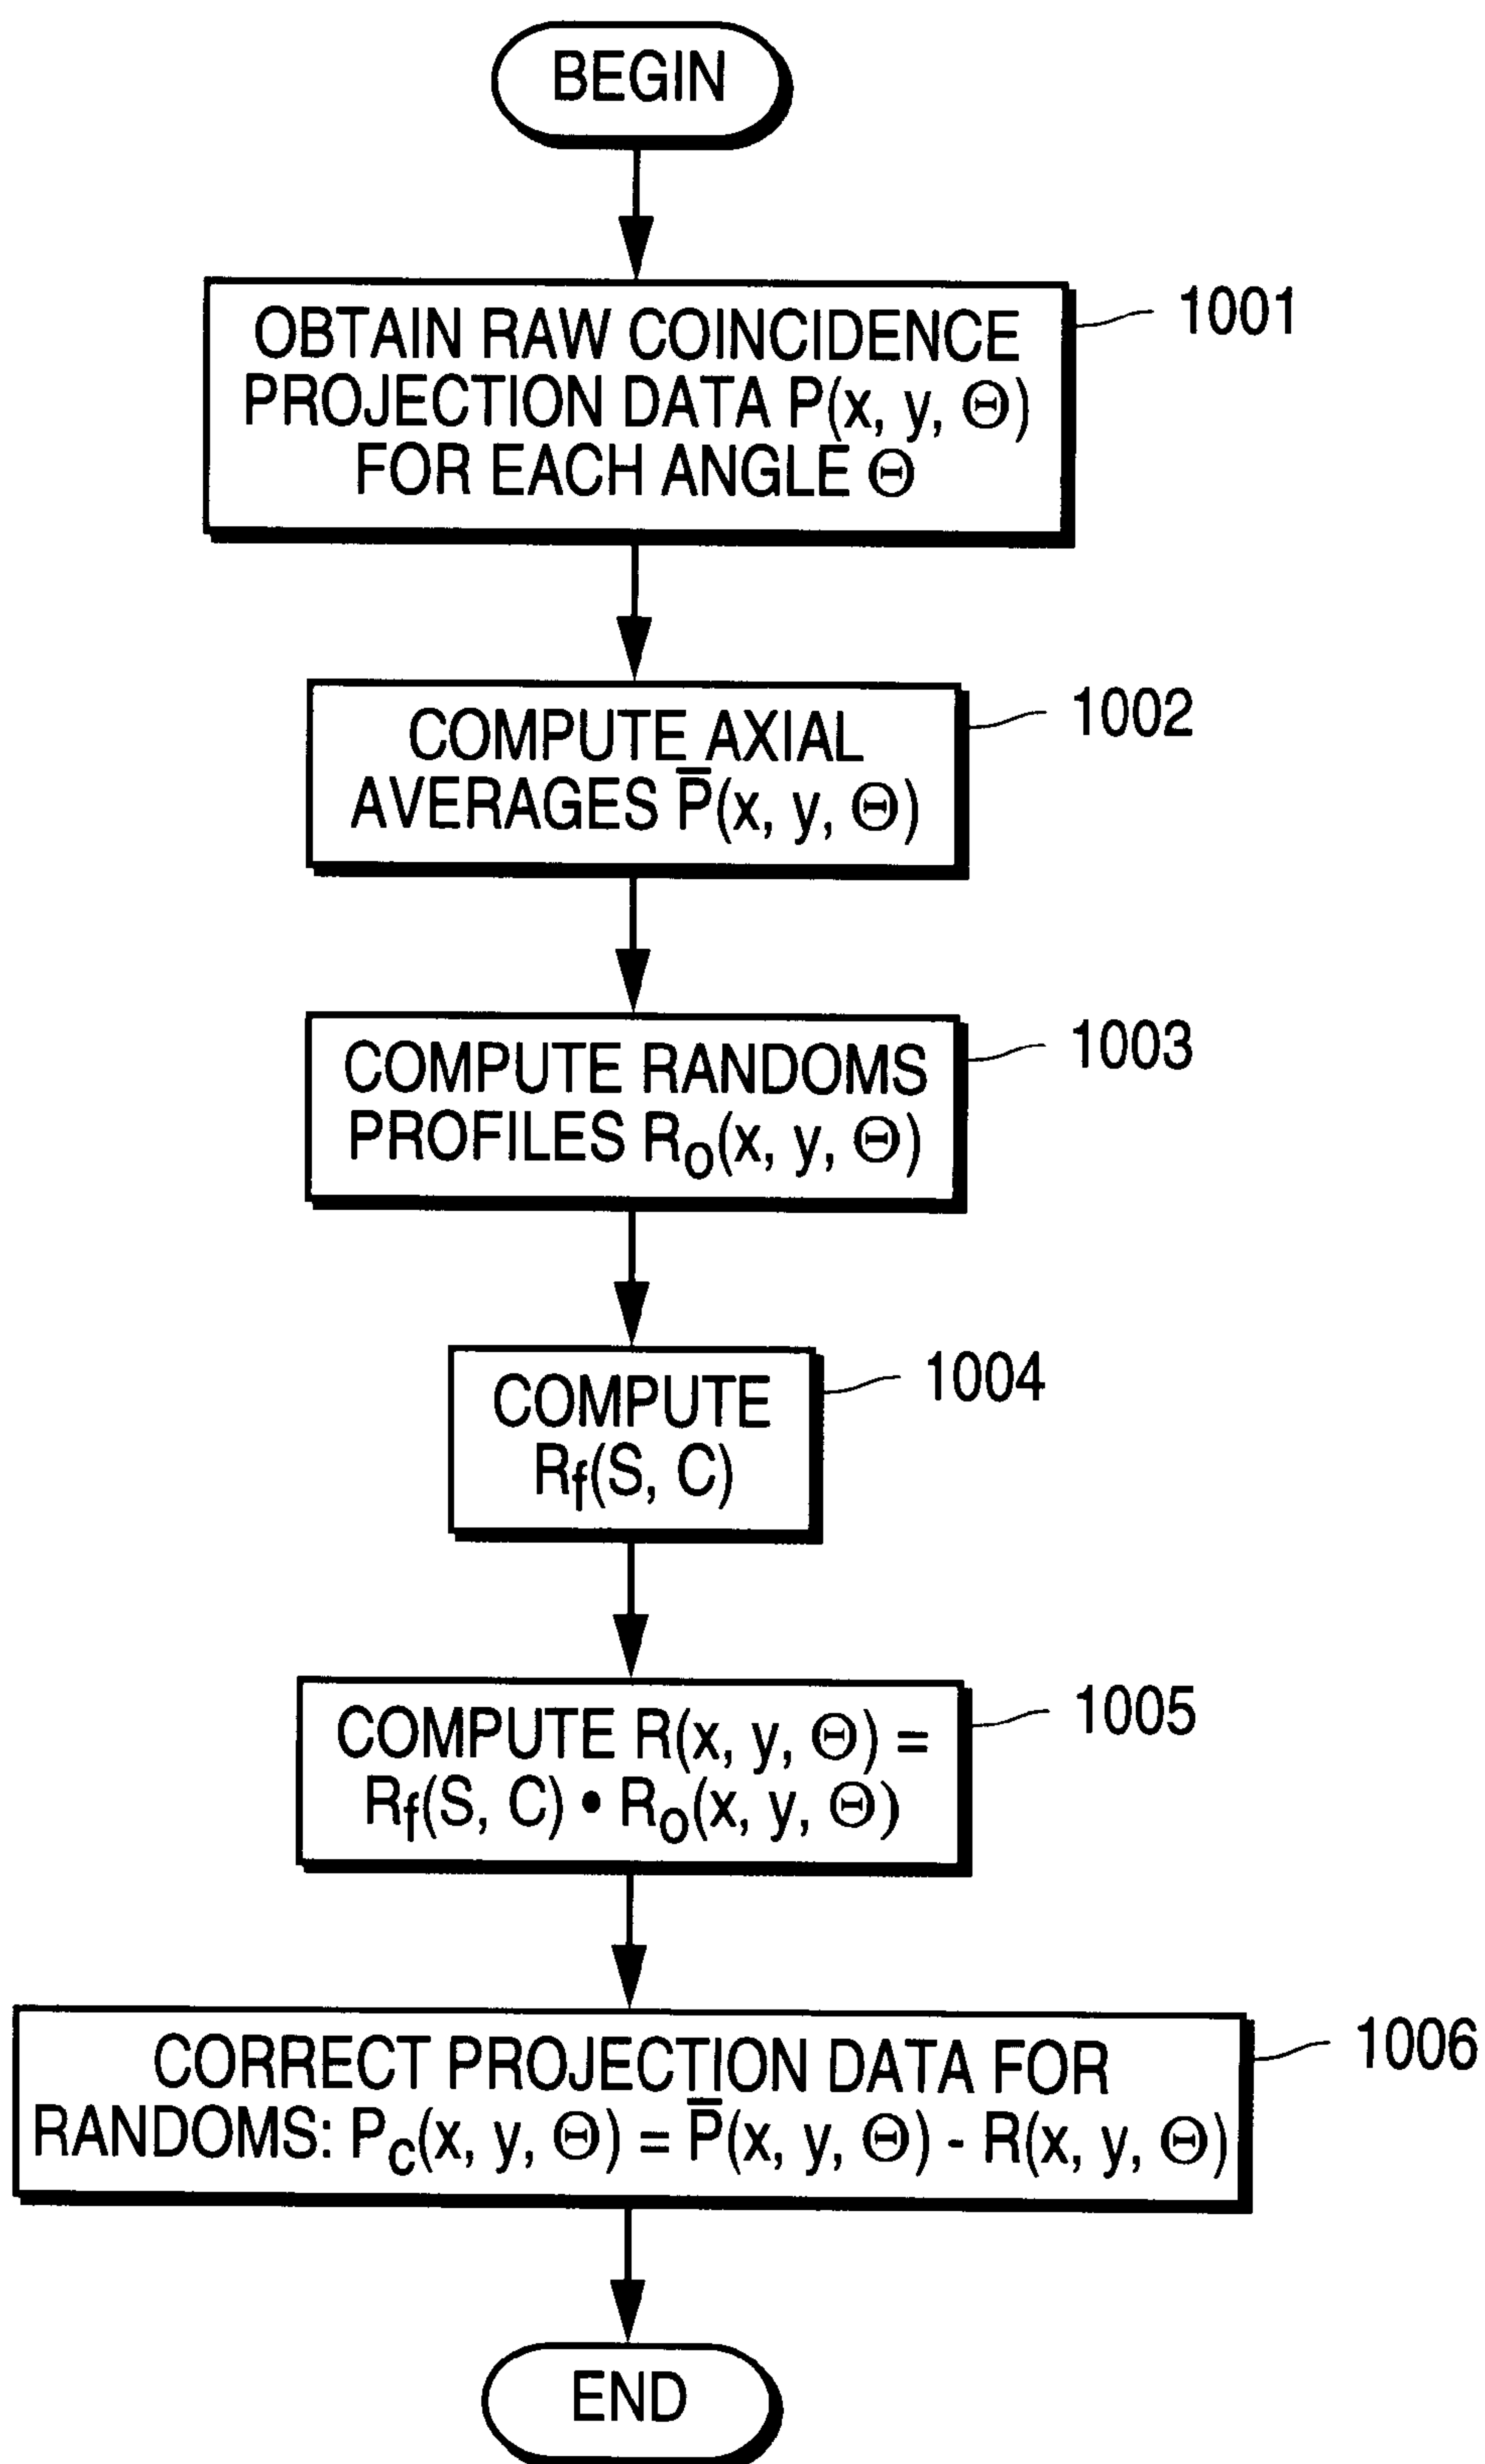 BEGIN
OBTAIN RAW COINCIDENCE
PROJECTION DATA P(x, y, Θ)
FOR EACH ANGLE Θ
1001
COMPUTE AXIAL
AVERAGES P̅(x, y, Θ)
1002
COMPUTE RANDOMS
PROFILES R₀(x, y, Θ)
1003
COMPUTE
Rf(S, C)
1004
COMPUTE R(x, y, Θ) =
Rf(S, C) • R₀(x, y, Θ)
1005
CORRECT PROJECTION DATA FOR
RANDOMS: Pc(x, y, Θ) = P̅(x, y, Θ) - R(x, y, Θ)
1006
END